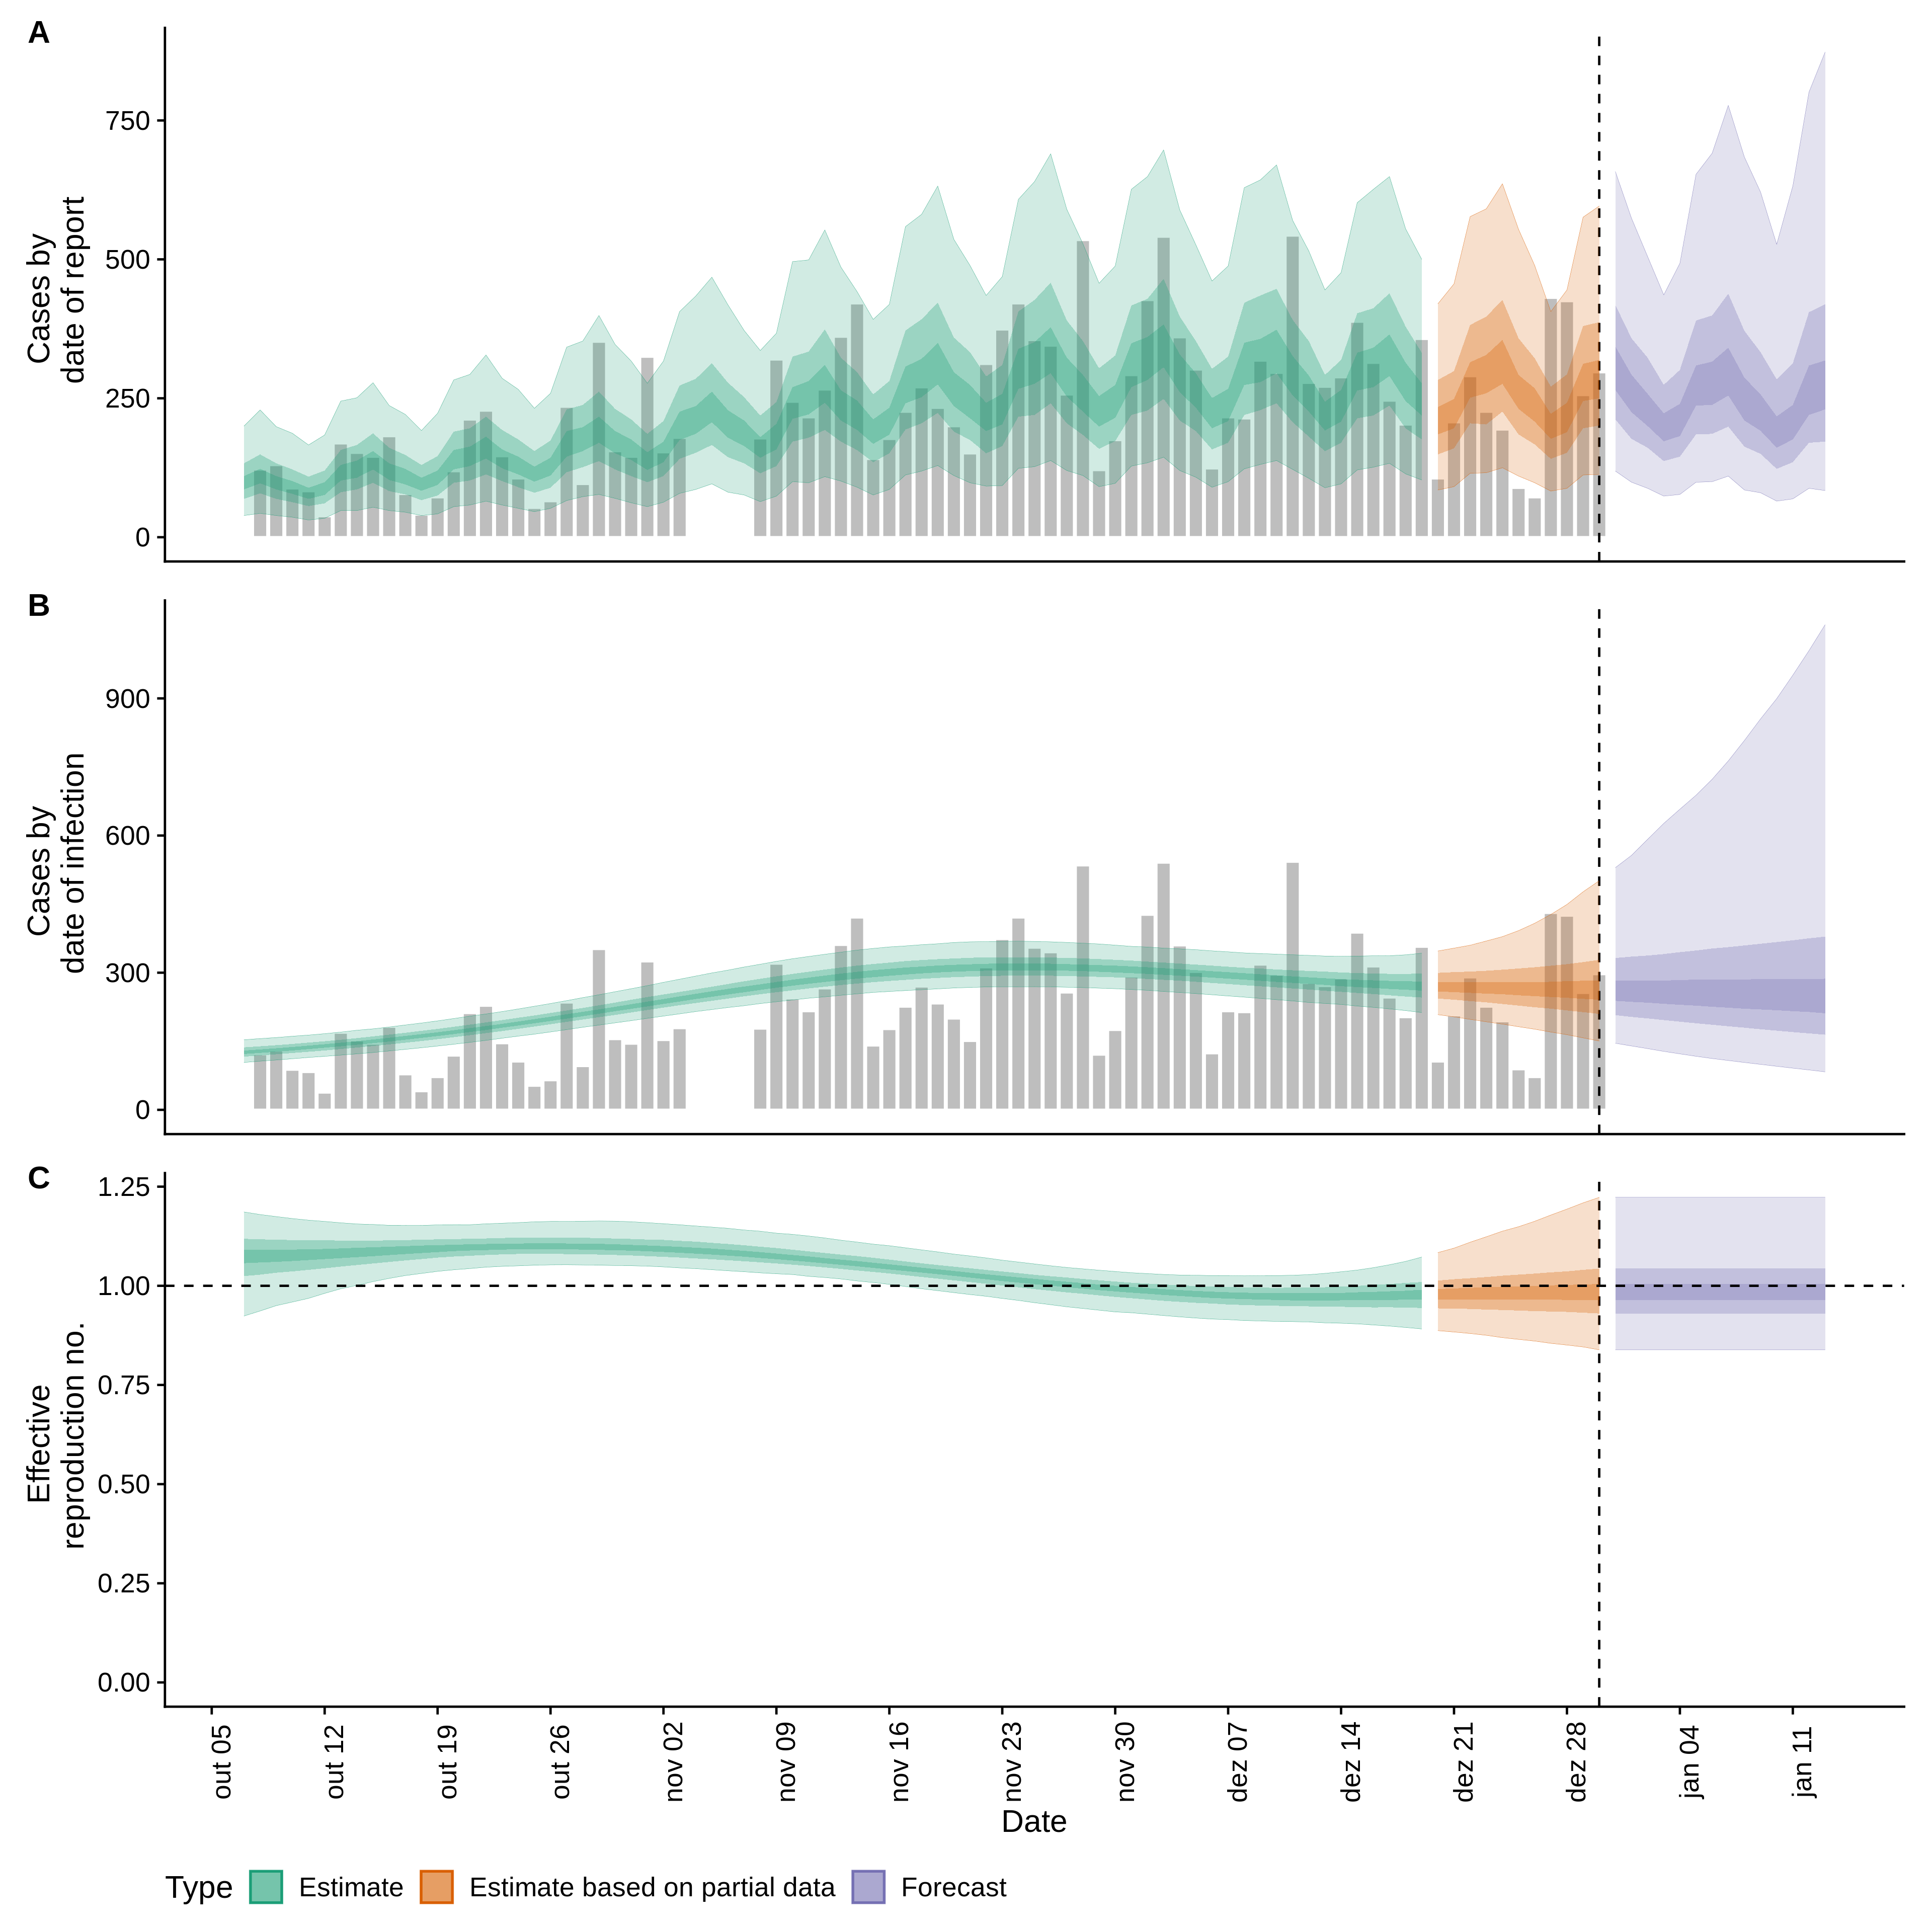 A
Cases by
date of report
750
500
250
0
B
Cases by
date of infection
900
600
300
0
C
Effective
reproduction no.
1.25
1.00
0.75
0.50
0.25
0.00
out 05
out 12
out 19
out 26
nov 02
nov 09
nov 16
nov 23
nov 30
dez 07
dez 14
dez 21
dez 28
jan 04
jan 11
Date
Type Estimate Estimate based on partial data Forecast